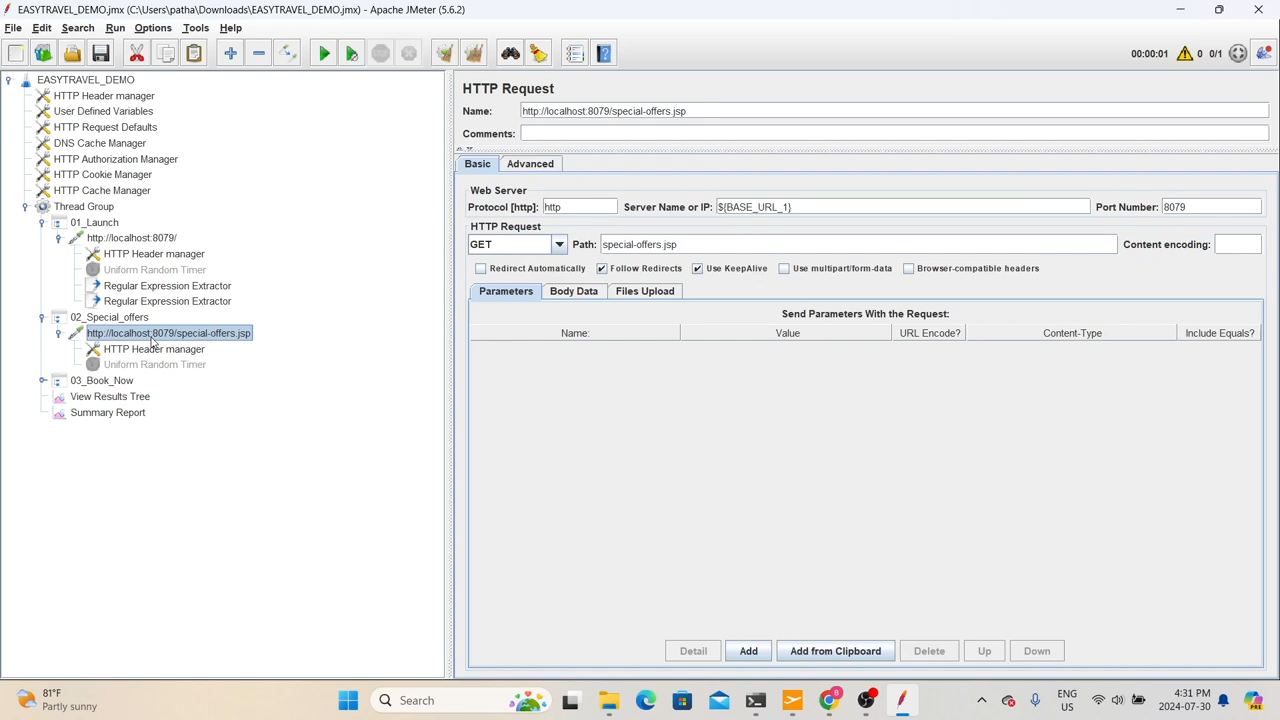 EASYTRAVEL_DEMO.jmx (C:\Users\patha\Downloads\EASYTRAVEL_DEMO.jmx) - Apache JMeter (5.6.2)
File Edit Search Run Options Tools Help
00:00:01 0 0/1
EASYTRAVEL_DEMO
HTTP Header manager
User Defined Variables
HTTP Request Defaults
DNS Cache Manager
HTTP Authorization Manager
HTTP Cookie Manager
HTTP Cache Manager
Thread Group
01_Launch
http://localhost:8079/
HTTP Header manager
Uniform Random Timer
Regular Expression Extractor
Regular Expression Extractor
02_Special_offers
http://localhost:8079/special-offers.jsp
HTTP Header manager
Uniform Random Timer
03_Book_Now
View Results Tree
Summary Report
HTTP Request
Name: http://localhost:8079/special-offers.jsp
Comments:
Basic Advanced
Web Server
Protocol [http]: http Server Name or IP: ${BASE_URL_1} Port Number: 8079
HTTP Request
GET Path: special-offers.jsp Content encoding:
Redirect Automatically Follow Redirects Use KeepAlive Use multipart/form-data Browser-compatible headers
Parameters Body Data Files Upload
Send Parameters With the Request:
Name: Value URL Encode? Content-Type Include Equals?
Detail Add Add from Clipboard Delete Up Down
81°F
Partly sunny
Search
8
ENG
US
4:31 PM
2024-07-30
PRE